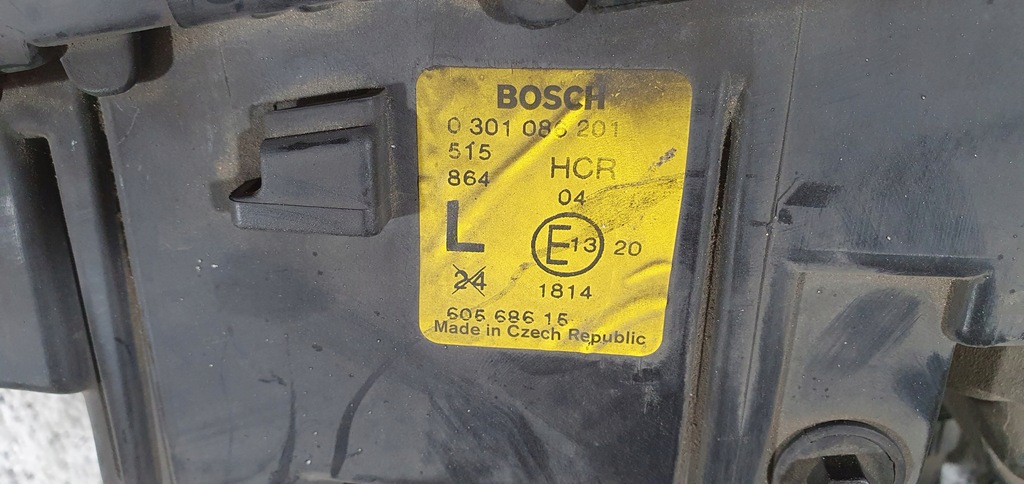 BOSCH
0 301 086 201
515
864
HCR
04
L
E13 20
24
1814
605 686 15
Made in Czech Republic